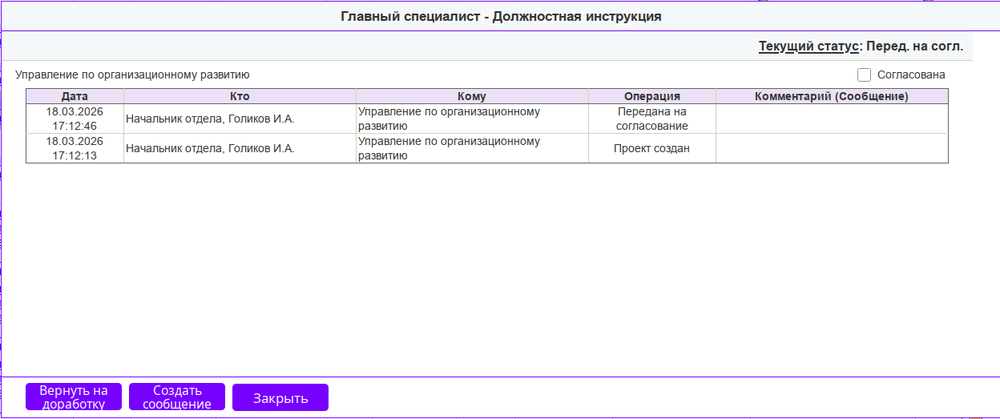 Главный специалист - Должностная инструкция
Текущий статус: Перед. на согл.
Управление по организационному развитию
Согласована
Дата Кто Кому Операция Комментарий (Сообщение)
18.03.2026
17:12:46
Начальник отдела, Голиков И.А.
Управление по организационному
развитию
Передана на
согласование
18.03.2026
17:12:13
Начальник отдела, Голиков И.А.
Управление по организационному
развитию
Проект создан
Вернуть на
доработку
Создать
сообщение
Закрыть